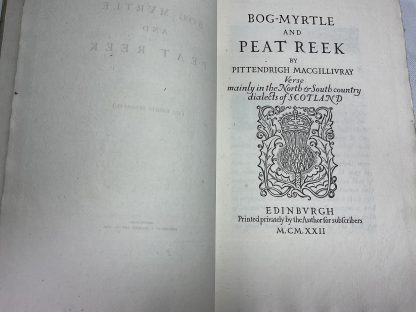 BOG-MYRTLE
AND
PEAT REEK
BY
PITTENDRIGH MACGILLIVRAY
Verse
mainly in the North & South country
dialects of SCOTLAND
EDINBVRGH
Printed privately by the Author for subscribers
M.CM.XXII